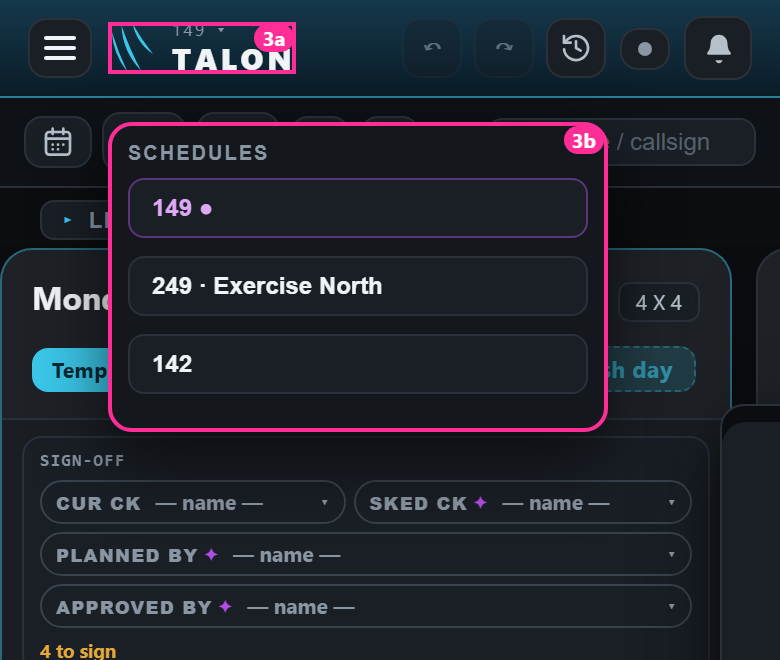 149
3a
TALON
/ callsign
3b
SCHEDULES
149
249 · Exercise North
142
4 X 4
Temp
day
SIGN-OFF
CUR CK — name —
SKED CK ✦ — name —
PLANNED BY ✦ — name —
APPROVED BY ✦ — name —
4 to sign